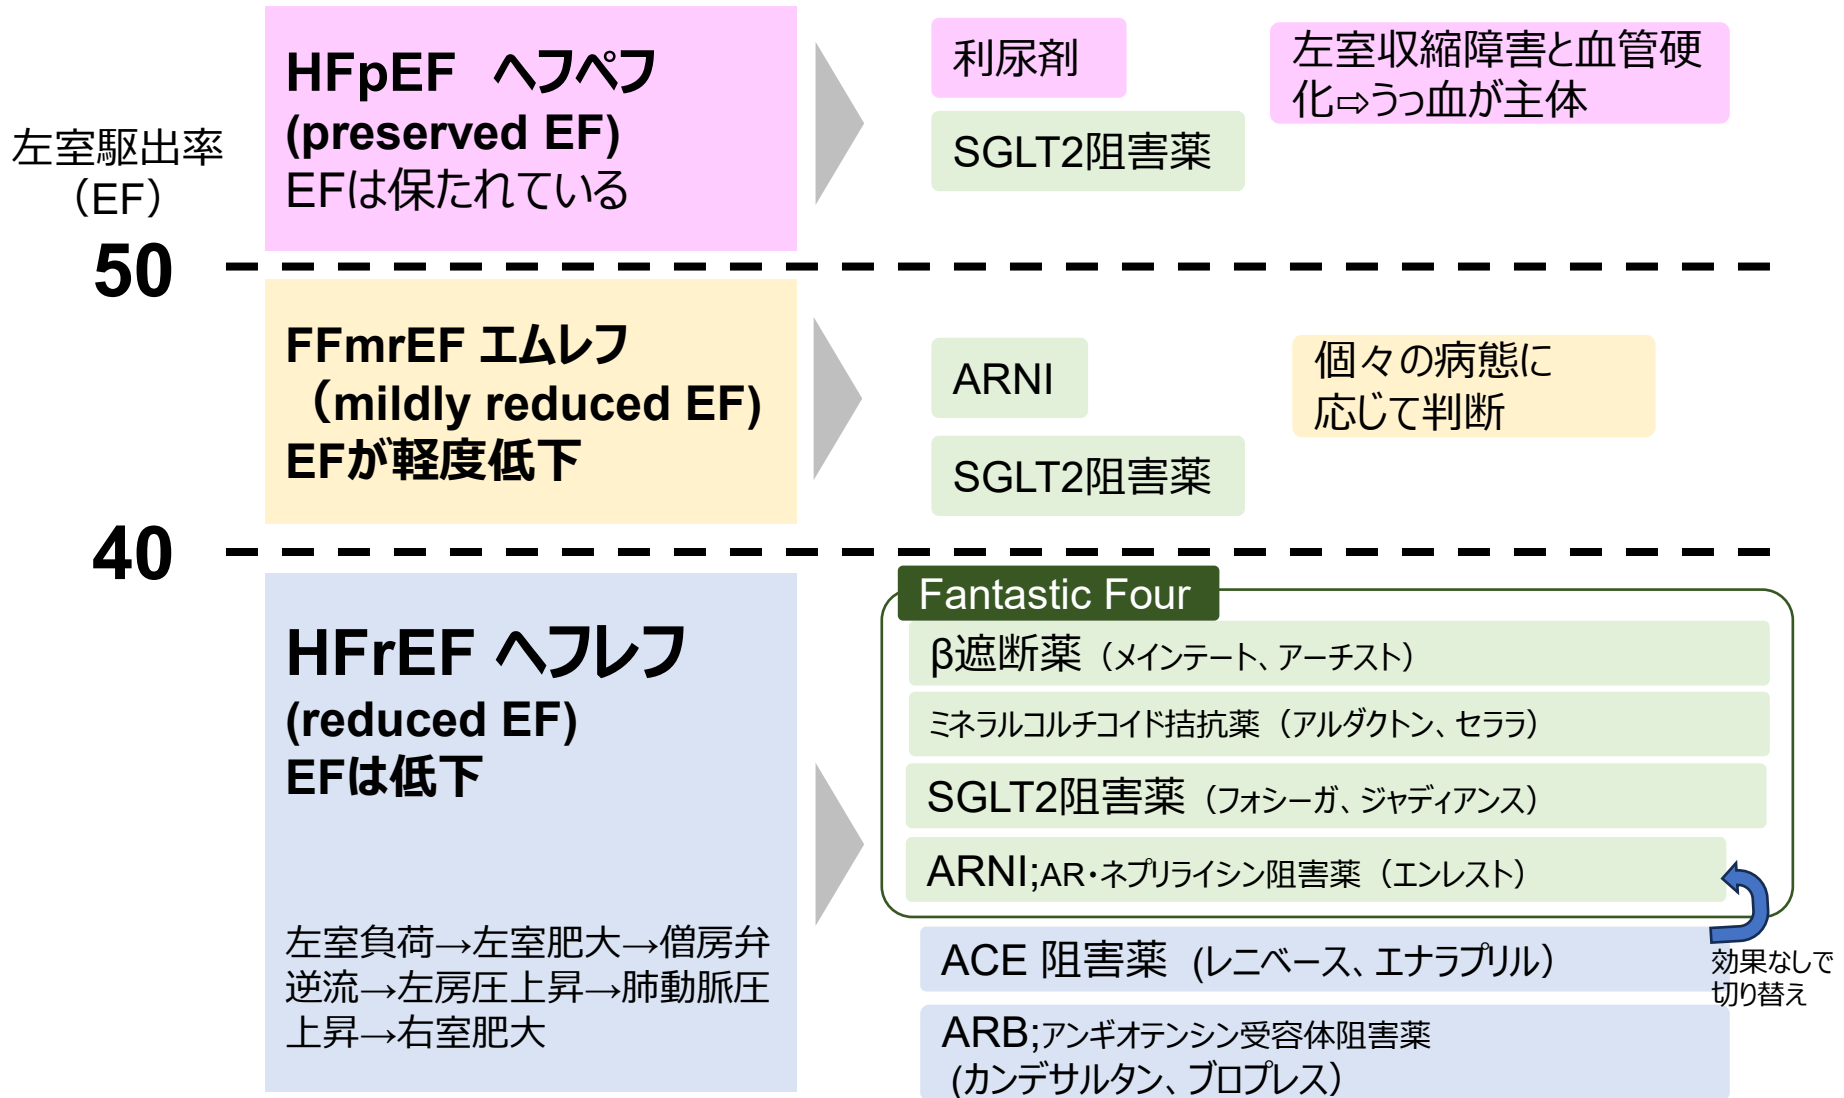 左室駆出率
（EF）
50
40
HFpEF ヘフペフ
(preserved EF)
EFは保たれている
利尿剤
SGLT2阻害薬
左室収縮障害と血管硬
化⇨うっ血が主体
FFmrEF エムレフ
（mildly reduced EF)
EFが軽度低下
ARNI
SGLT2阻害薬
個々の病態に
応じて判断
HFrEF ヘフレフ
(reduced EF)
EFは低下
左室負荷→左室肥大→僧房弁
逆流→左房圧上昇→肺動脈圧
上昇→右室肥大
Fantastic Four
β遮断薬（メインテート、アーチスト）
ミネラルコルチコイド拮抗薬（アルダクトン、セララ）
SGLT2阻害薬（フォシーガ、ジャディアンス）
ARNI;AR・ネプリライシン阻害薬（エンレスト）
ACE 阻害薬 (レニベース、エナラプリル）
効果なしで
切り替え
ARB;アンギオテンシン受容体阻害薬
(カンデサルタン、ブロプレス）